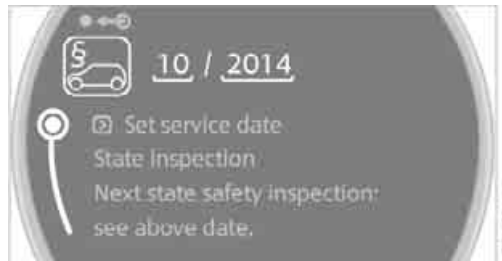 §
10 / 2014
Set service date
State Inspection
Next state safety inspection:
see above date.